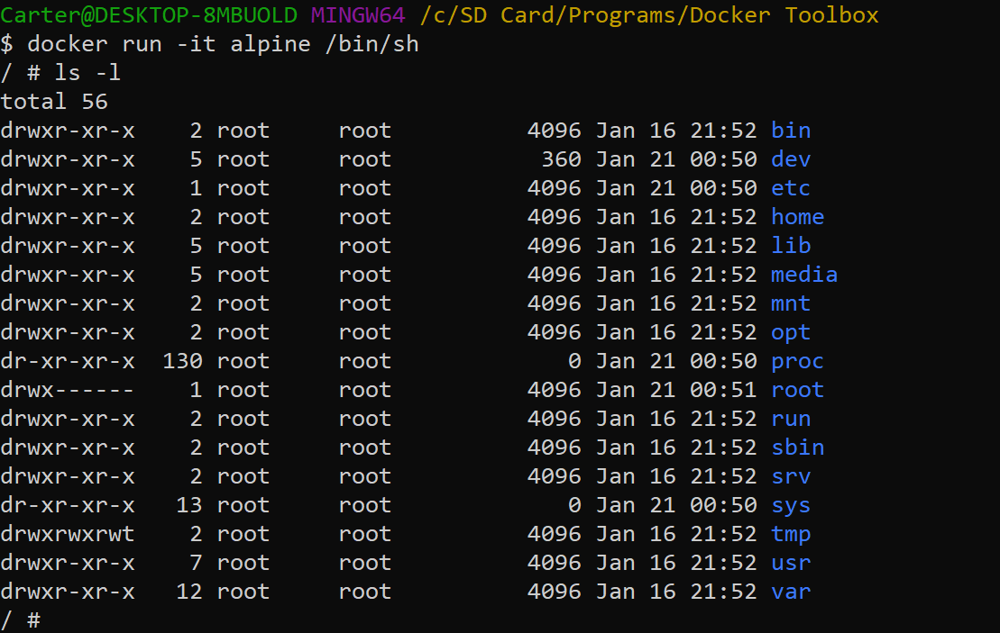 Carter@DESKTOP-8MBUOLD MINGW64 /c/SD Card/Programs/Docker Toolbox
$ docker run -it alpine /bin/sh
/ # ls -l
total 56
drwxr-xr-x    2 root     root          4096 Jan 16 21:52 bin
drwxr-xr-x    5 root     root           360 Jan 21 00:50 dev
drwxr-xr-x    1 root     root          4096 Jan 21 00:50 etc
drwxr-xr-x    2 root     root          4096 Jan 16 21:52 home
drwxr-xr-x    5 root     root          4096 Jan 16 21:52 lib
drwxr-xr-x    5 root     root          4096 Jan 16 21:52 media
drwxr-xr-x    2 root     root          4096 Jan 16 21:52 mnt
drwxr-xr-x    2 root     root          4096 Jan 16 21:52 opt
dr-xr-xr-x  130 root     root             0 Jan 21 00:50 proc
drwx------    1 root     root          4096 Jan 21 00:51 root
drwxr-xr-x    2 root     root          4096 Jan 16 21:52 run
drwxr-xr-x    2 root     root          4096 Jan 16 21:52 sbin
drwxr-xr-x    2 root     root          4096 Jan 16 21:52 srv
dr-xr-xr-x   13 root     root             0 Jan 21 00:50 sys
drwxrwxrwt    2 root     root          4096 Jan 16 21:52 tmp
drwxr-xr-x    7 root     root          4096 Jan 16 21:52 usr
drwxr-xr-x   12 root     root          4096 Jan 16 21:52 var
/ #